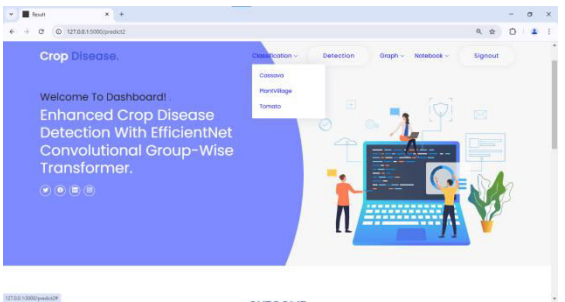 Result
127.0.0.1:5000/predict2
Crop Disease.
Classification
Detection
Graph
Notebook
Signout
Cassava
PlantVillage
Tomato
Welcome To Dashboard!
Enhanced Crop Disease
Detection With EfficientNet
Convolutional Group-Wise
Transformer.
127.0.0.1:5000/predict2#